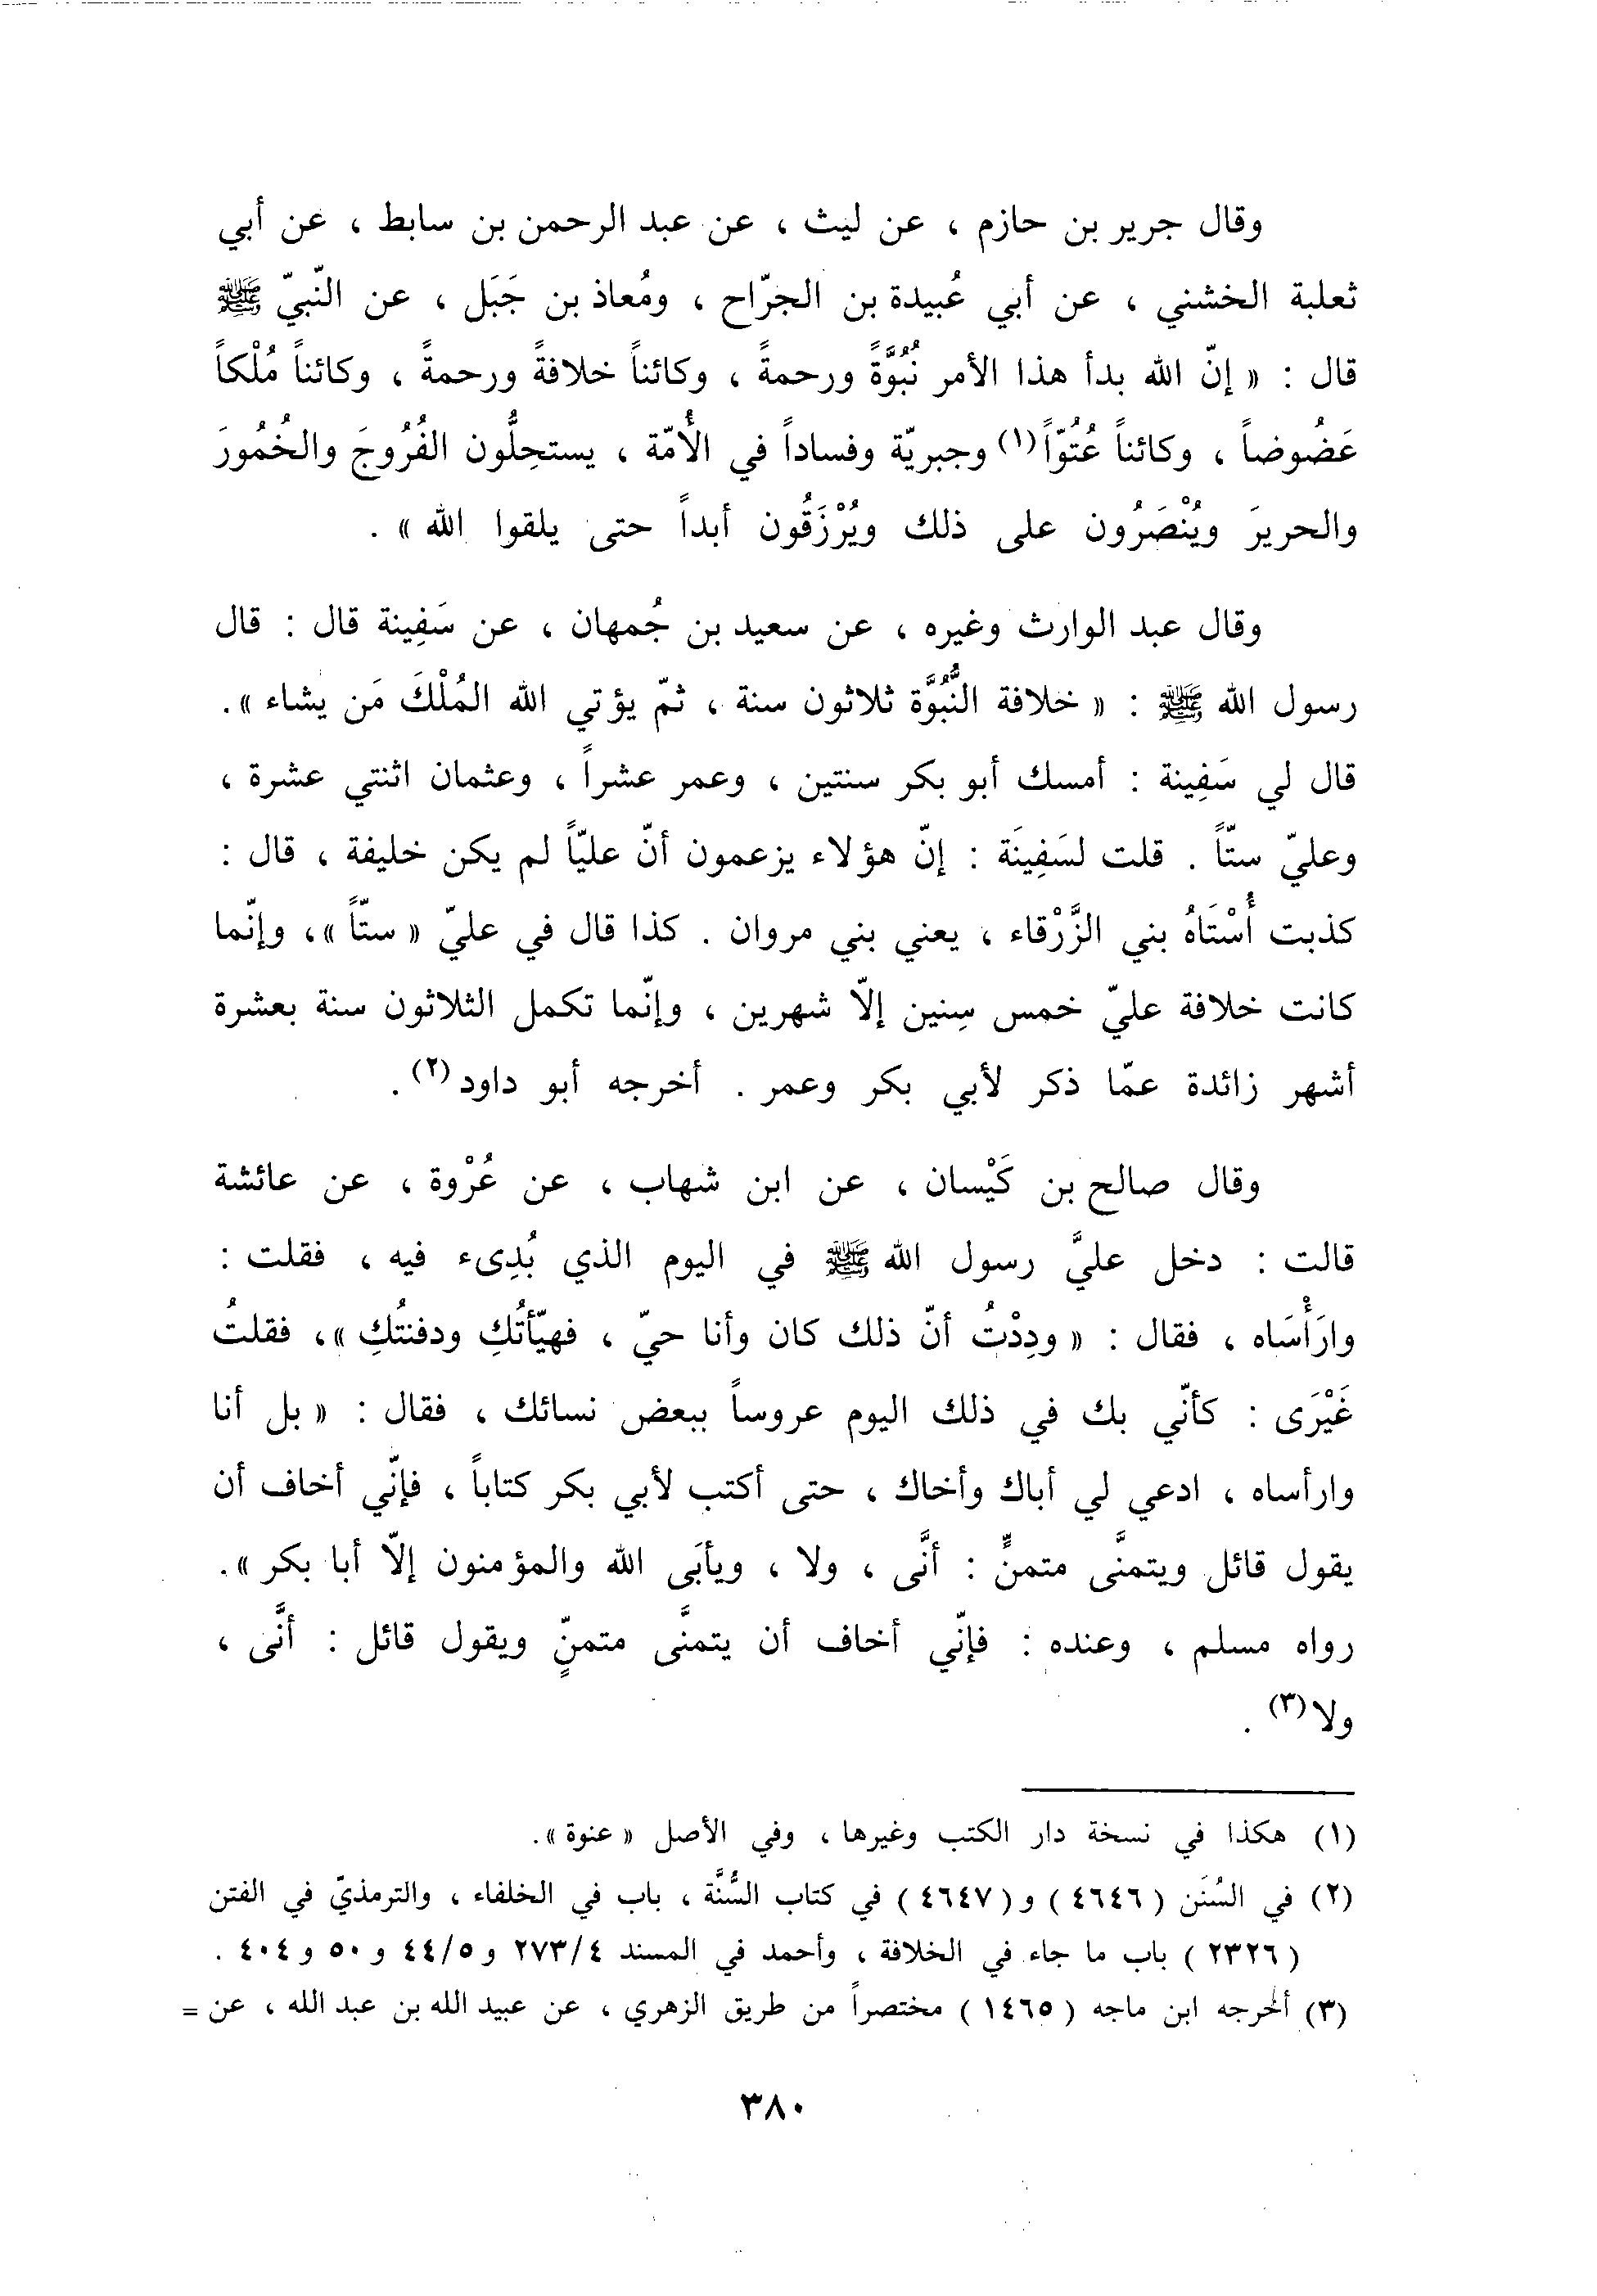 وقال جرير بن حازم ، عن ليث ، عن عبد الرحمن بن سابط ، عن أبي
ثعلبة الخشني ، عن أبي عُبيدة بن الجرّاح ، ومُعاذ بن جَبَل ، عن النّبيّ ﷺ
قال : « إنّ الله بدأ هذا الأمر نُبُوَّةً ورحمةً ، وكائناً خلافةً ورحمةً ، وكائناً مُلْكاً
عَضُوضاً ، وكائناً عُتُوّاً(١) وجبريّة وفساداً في الأُمّة ، يستحِلُّون الفُرُوجَ والخُمُورَ
والحريرَ ويُنْصَرُون على ذلك ويُرْزَقُون أبداً حتى يلقوا الله » .
وقال عبد الوارث وغيره ، عن سعيد بن جُمهان ، عن سَفِينة قال : قال
رسول الله ﷺ : « خلافة النُّبُوَّة ثلاثون سنة ، ثمّ يؤتي الله المُلْكَ مَن يشاء ».
قال لي سَفِينة : أمسك أبو بكر سنتين ، وعمر عشراً ، وعثمان اثنتي عشرة ،
وعليّ ستّاً . قلت لسَفِينَة : إنّ هؤلاء يزعمون أنّ عليّاً لم يكن خليفة ، قال :
كذبت أُسْتَاهُ بني الزَّرْقاء ، يعني بني مروان . كذا قال في عليّ « ستّاً »، وإنّما
كانت خلافة عليّ خمس سِنين إلاّ شهرين ، وإنّما تكمل الثلاثون سنة بعشرة
أشهر زائدة عمّا ذكر لأبي بكر وعمر . أخرجه أبو داود(٢).
وقال صالح بن كَيْسان ، عن ابن شهاب ، عن عُرْوة ، عن عائشة
قالت : دخل عليَّ رسول الله ﷺ في اليوم الذي بُدِىء فيه ، فقلت :
وارَأْسَاه ، فقال : « ودِدْتُ أنّ ذلك كان وأنا حيّ ، فهيّأتُكِ ودفنتُكِ »، فقلتُ
غَيْرَى : كأنّي بك في ذلك اليوم عروساً ببعض نسائك ، فقال : « بل أنا
وارأساه ، ادعي لي أباك وأخاك ، حتى أكتب لأبي بكر كتاباً ، فإنّي أخاف أن
يقول قائل ويتمنَّى متمنٍّ : أنَّى ، ولا ، ويأبَى الله والمؤمنون إلاّ أبا بكر ».
رواه مسلم ، وعنده : فإنّي أخاف أن يتمنَّى متمنٍّ ويقول قائل : أنَّى ،
ولا(٣) .
(١) هكذا في نسخة دار الكتب وغيرها ، وفي الأصل « عنوة ».
(٢) في السُنَن ( ٤٦٤٦ ) و ( ٤٦٤٧ ) في كتاب السُّنَّة ، باب في الخلفاء ، والترمذيّ في الفتن
( ٢٣٢٦ ) باب ما جاء في الخلافة ، وأحمد في المسند ٢٧٣/٤ و ٤٤/٥ و ٥٠ و ٤٠٤ .
(٣) أخرجه ابن ماجه ( ١٤٦٥ ) مختصراً من طريق الزهري ، عن عبيد الله بن عبد الله ، عن =
٣٨٠